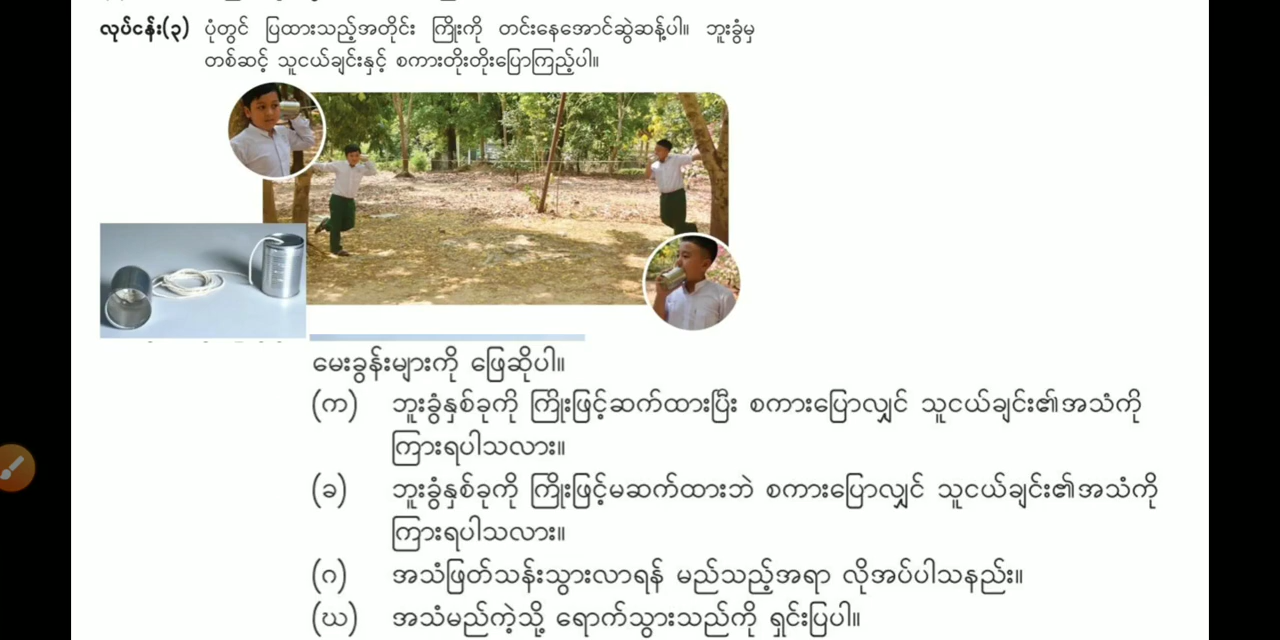 လုပ်ငန်း(၃) ပုံတွင် ပြထားသည့်အတိုင်း ကြိုးကို တင်းနေအောင်ဆွဲဆန့်ပါ။ ဘူးခွံမှ
တစ်ဆင့် သူငယ်ချင်းနှင့် စကားတိုးတိုးပြောကြည့်ပါ။
မေးခွန်းများကို ဖြေဆိုပါ။
(က) ဘူးခွံနှစ်ခုကို ကြိုးဖြင့်ဆက်ထားပြီး စကားပြောလျှင် သူငယ်ချင်း၏အသံကို
ကြားရပါသလား။
(ခ) ဘူးခွံနှစ်ခုကို ကြိုးဖြင့်မဆက်ထားဘဲ စကားပြောလျှင် သူငယ်ချင်း၏အသံကို
ကြားရပါသလား။
(ဂ) အသံဖြတ်သန်းသွားလာရန် မည်သည့်အရာ လိုအပ်ပါသနည်း။
(ဃ) အသံမည်ကဲ့သို့ ရောက်သွားသည်ကို ရှင်းပြပါ။